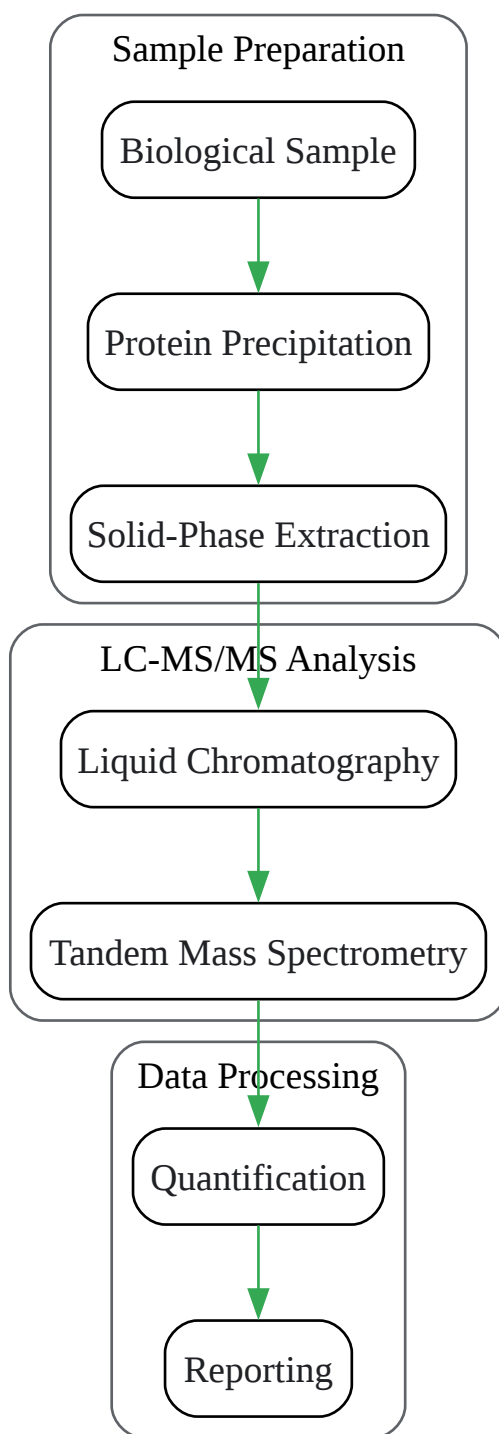 Sample Preparation
Biological Sample
Protein Precipitation
Solid-Phase Extraction
LC-MS/MS Analysis
Liquid Chromatography
Tandem Mass Spectrometry
Data Processing
Quantification
Reporting